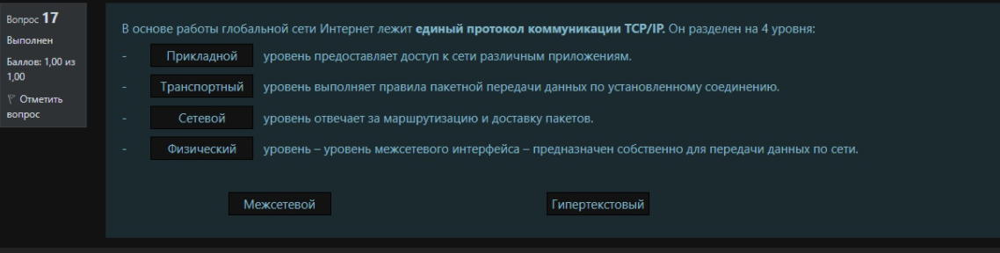 Вопрос 17
Выполнен
Баллов: 1,00 из
1,00
Отметить
вопрос
В основе работы глобальной сети Интернет лежит единый протокол коммуникации TCP/IP. Он разделен на 4 уровня:
- Прикладной уровень предоставляет доступ к сети различным приложениям.
- Транспортный уровень выполняет правила пакетной передачи данных по установленному соединению.
- Сетевой уровень отвечает за маршрутизацию и доставку пакетов.
- Физический уровень – уровень межсетевого интерфейса – предназначен собственно для передачи данных по сети.
Межсетевой Гипертекстовый